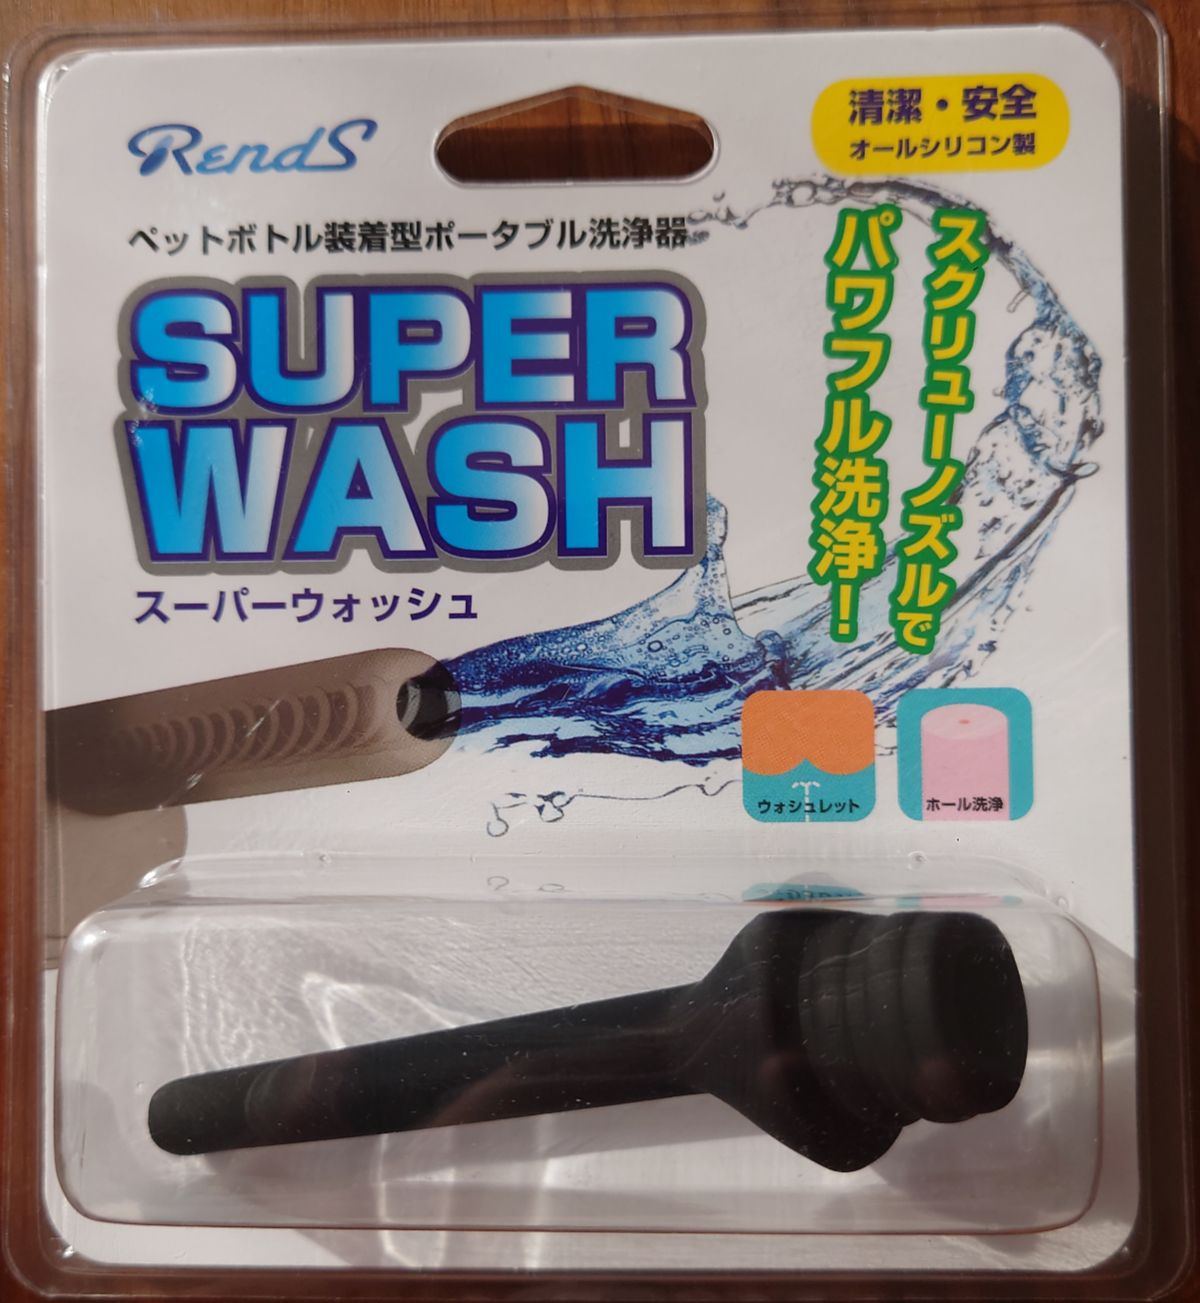 RendS
清潔・安全
オールシリコン製
ペットボトル装着型ポータブル洗浄器
SUPER
WASH
スーパーウォッシュ
スクリューノズルで
パワフル洗浄！
ウォシュレット
ホール洗浄